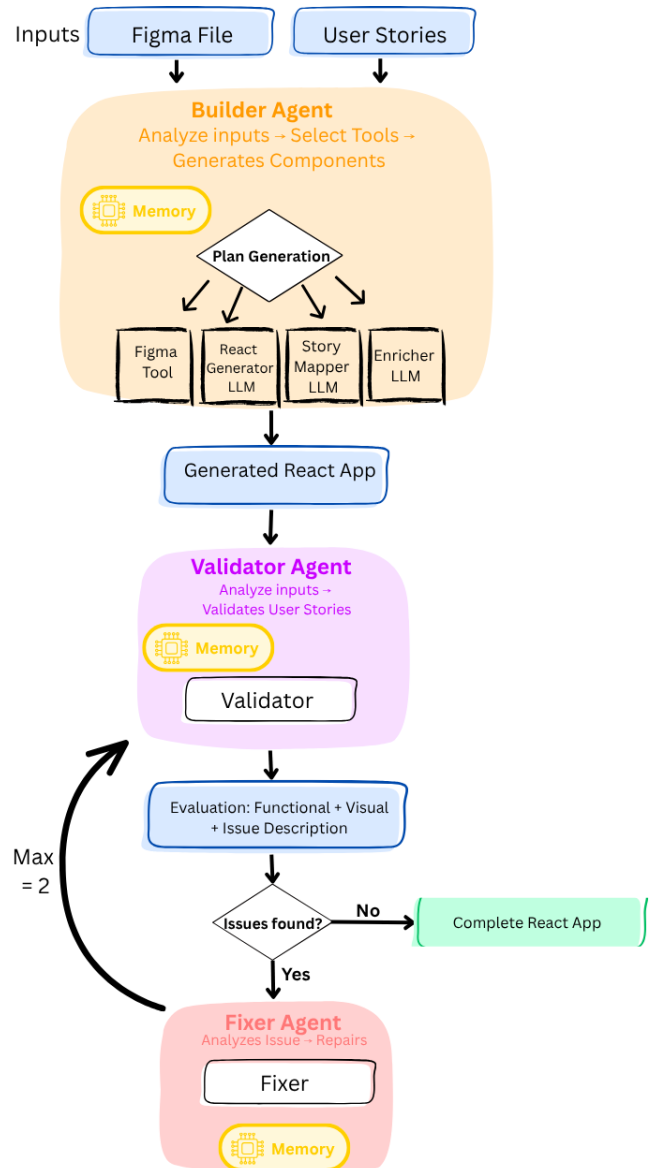 Inputs
Figma File
User Stories
Builder Agent
Analyze inputs → Select Tools →
Generates Components
Memory
Plan Generation
Figma
Tool
React
Generator
LLM
Story
Mapper
LLM
Enricher
LLM
Generated React App
Validator Agent
Analyze inputs →
Validates User Stories
Memory
Validator
Evaluation: Functional + Visual
+ Issue Description
Max
= 2
Issues found?
No
Complete React App
Yes
Fixer Agent
Analyzes Issue → Repairs
Fixer
Memory